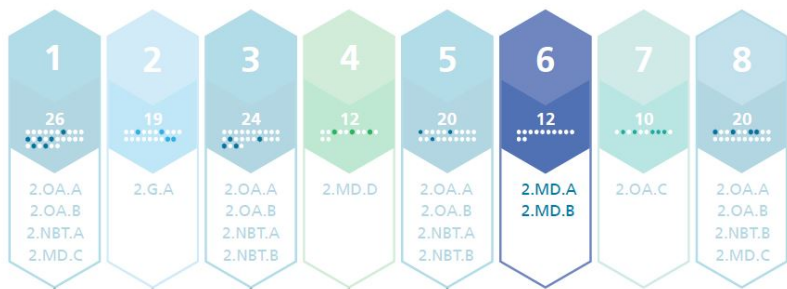 1 2 3 4 5 6 7 8
26 19 24 12 20 12 10 20
2.OA.A 2.G.A 2.OA.A 2.MD.D 2.OA.A 2.MD.A 2.OA.C 2.OA.A
2.OA.B 2.OA.B 2.OA.B 2.MD.B 2.OA.B
2.NBT.A 2.NBT.A 2.NBT.A 2.NBT.B
2.MD.C 2.NBT.B 2.NBT.B 2.MD.C